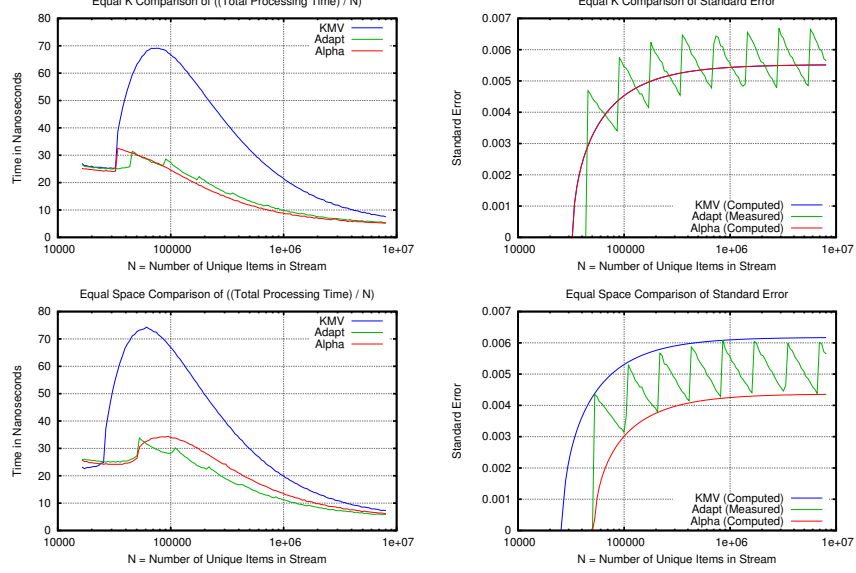 Equal K Comparison of ((Total Processing Time) / N)
80
70
60
50
40
30
20
10
0
Time in Nanoseconds
KMV
Adapt
Alpha
10000
100000
1e+06
1e+07
N = Number of Unique Items in Stream
Equal K Comparison of Standard Error
0.007
0.006
0.005
0.004
0.003
0.002
0.001
0
Standard Error
KMV (Computed)
Adapt (Measured)
Alpha (Computed)
10000
100000
1e+06
1e+07
N = Number of Unique Items in Stream
Equal Space Comparison of ((Total Processing Time) / N)
80
70
60
50
40
30
20
10
0
Time in Nanoseconds
KMV
Adapt
Alpha
10000
100000
1e+06
1e+07
N = Number of Unique Items in Stream
Equal Space Comparison of Standard Error
0.007
0.006
0.005
0.004
0.003
0.002
0.001
0
Standard Error
KMV (Computed)
Adapt (Measured)
Alpha (Computed)
10000
100000
1e+06
1e+07
N = Number of Unique Items in Stream